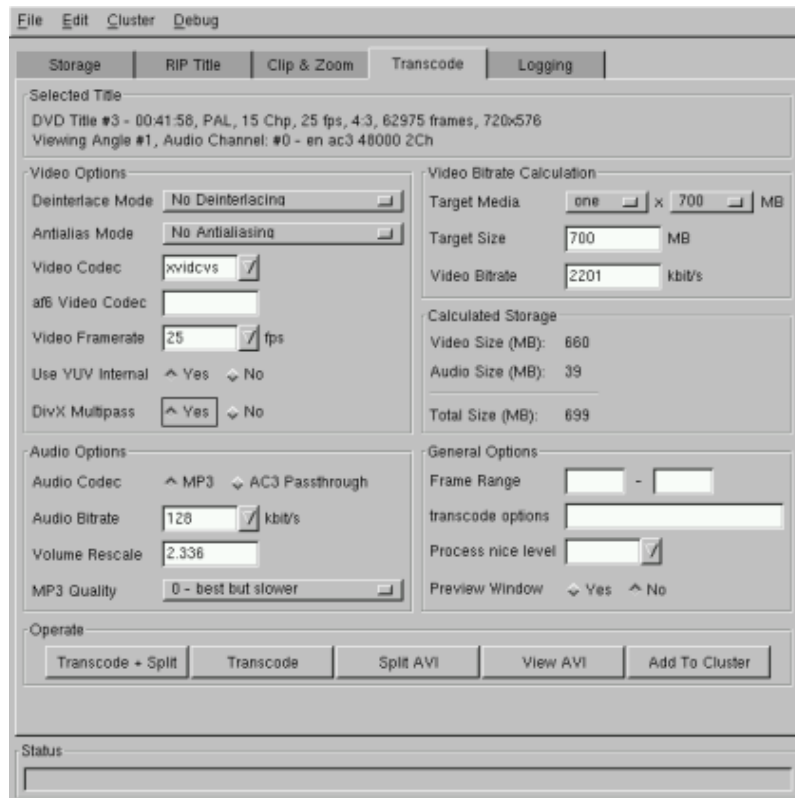 File Edit Cluster Debug
Storage RIP Title Clip & Zoom Transcode Logging
Selected Title
DVD Title #3 - 00:41:58, PAL, 15 Chp, 25 fps, 4:3, 62975 frames, 720x576
Viewing Angle #1, Audio Channel: #0 - en ac3 48000 2Ch
Video Options
Deinterlace Mode No Deinterlacing
Antialias Mode No Antialiasing
Video Codec xvidcvs
af6 Video Codec
Video Framerate 25 fps
Use YUV Internal Yes No
DivX Multipass Yes No
Video Bitrate Calculation
Target Media one x 700 MB
Target Size 700 MB
Video Bitrate 2201 kbit/s
Calculated Storage
Video Size (MB): 660
Audio Size (MB): 39
Total Size (MB): 699
Audio Options
Audio Codec MP3 AC3 Passthrough
Audio Bitrate 128 kbit/s
Volume Rescale 2.336
MP3 Quality 0 - best but slower
General Options
Frame Range -
transcode options
Process nice level
Preview Window Yes No
Operate
Transcode + Split Transcode Split AVI View AVI Add To Cluster
Status